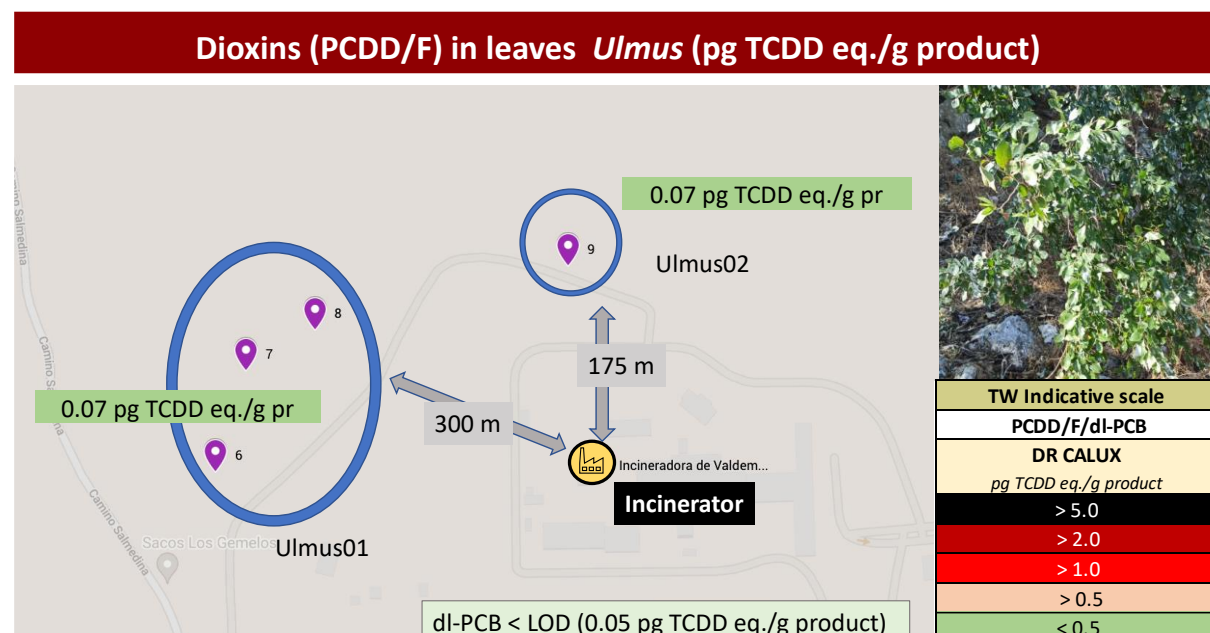 Dioxins (PCDD/F) in leaves Ulmus (pg TCDD eq./g product)
0.07 pg TCDD eq./g pr
9
Ulmus02
Camino Salmedina
8
7
175 m
Camino Sa
0.07 pg TCDD eq./g pr
300 m
6
Incineradora de Valdem...
Incinerator
Camino Salmedina
Sacos Los Gemelos
Ulmus01
dl-PCB < LOD (0.05 pg TCDD eq./g product)
TW Indicative scale
PCDD/F/dl-PCB
DR CALUX
pg TCDD eq./g product
> 5.0
> 2.0
> 1.0
> 0.5
< 0.5